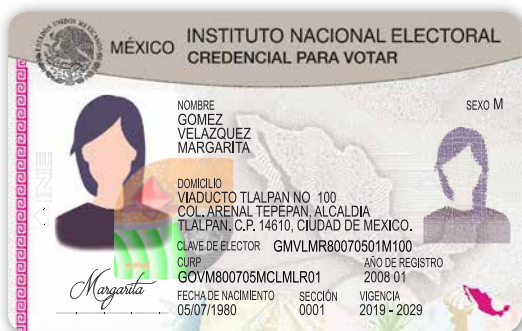 MÉXICO
INSTITUTO NACIONAL ELECTORAL
CREDENCIAL PARA VOTAR
NOMBRE
GOMEZ
VELAZQUEZ
MARGARITA
SEXO M
DOMICILIO
VIADUCTO TLALPAN NO 100
COL. ARENAL TEPEPAN, ALCALDIA
TLALPAN, C.P. 14610, CIUDAD DE MEXICO.
CLAVE DE ELECTOR GMVLMR80070501M100
CURP
GOVM800705MCLMLR01
AÑO DE REGISTRO
2008 01
FECHA DE NACIMIENTO
05/07/1980
SECCIÓN
0001
VIGENCIA
2019 - 2029
Margarita
INE